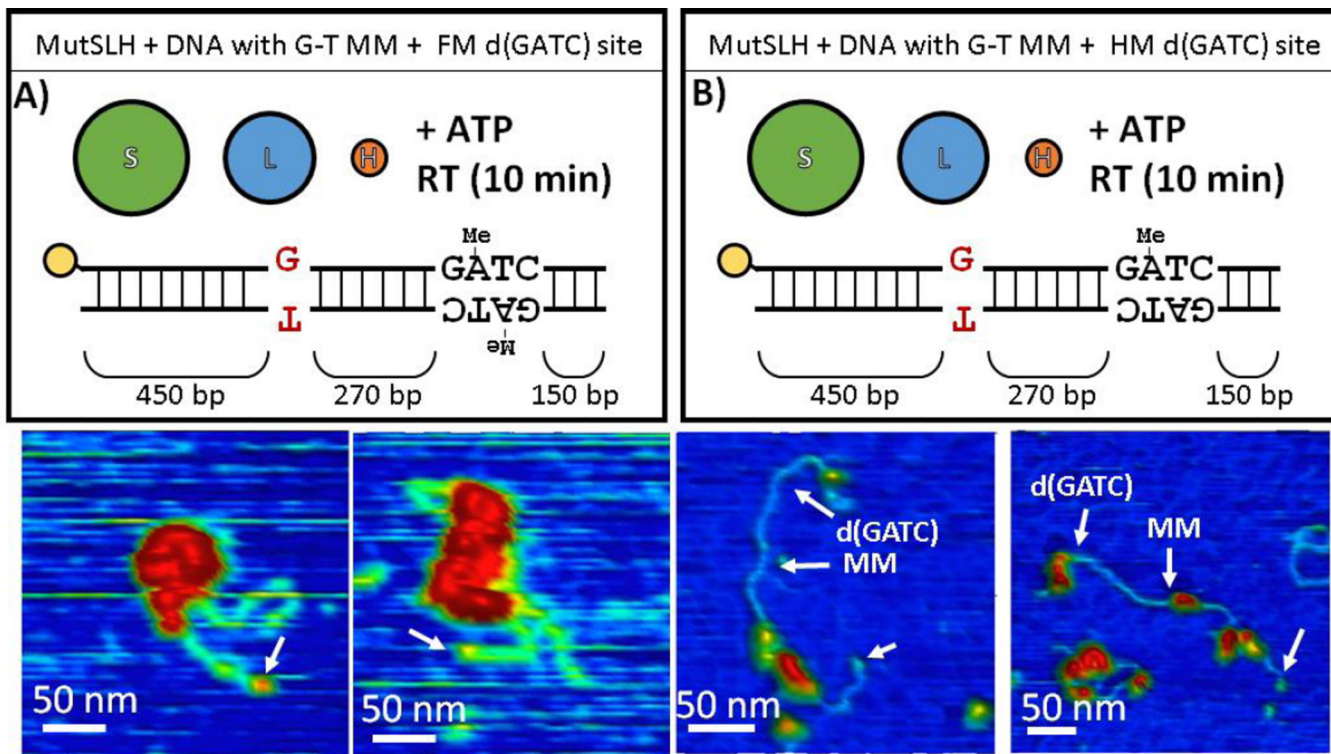 MutSLH + DNA with G-T MM + FM d(GATC) site
A)
S
L
H
+ ATP
RT (10 min)
Me
G
GATC
T
GATC
Me
450 bp
270 bp
150 bp
50 nm
50 nm
MutSLH + DNA with G-T MM + HM d(GATC) site
B)
S
L
H
+ ATP
RT (10 min)
Me
G
GATC
T
GATC
450 bp
270 bp
150 bp
d(GATC)
MM
50 nm
d(GATC)
MM
50 nm